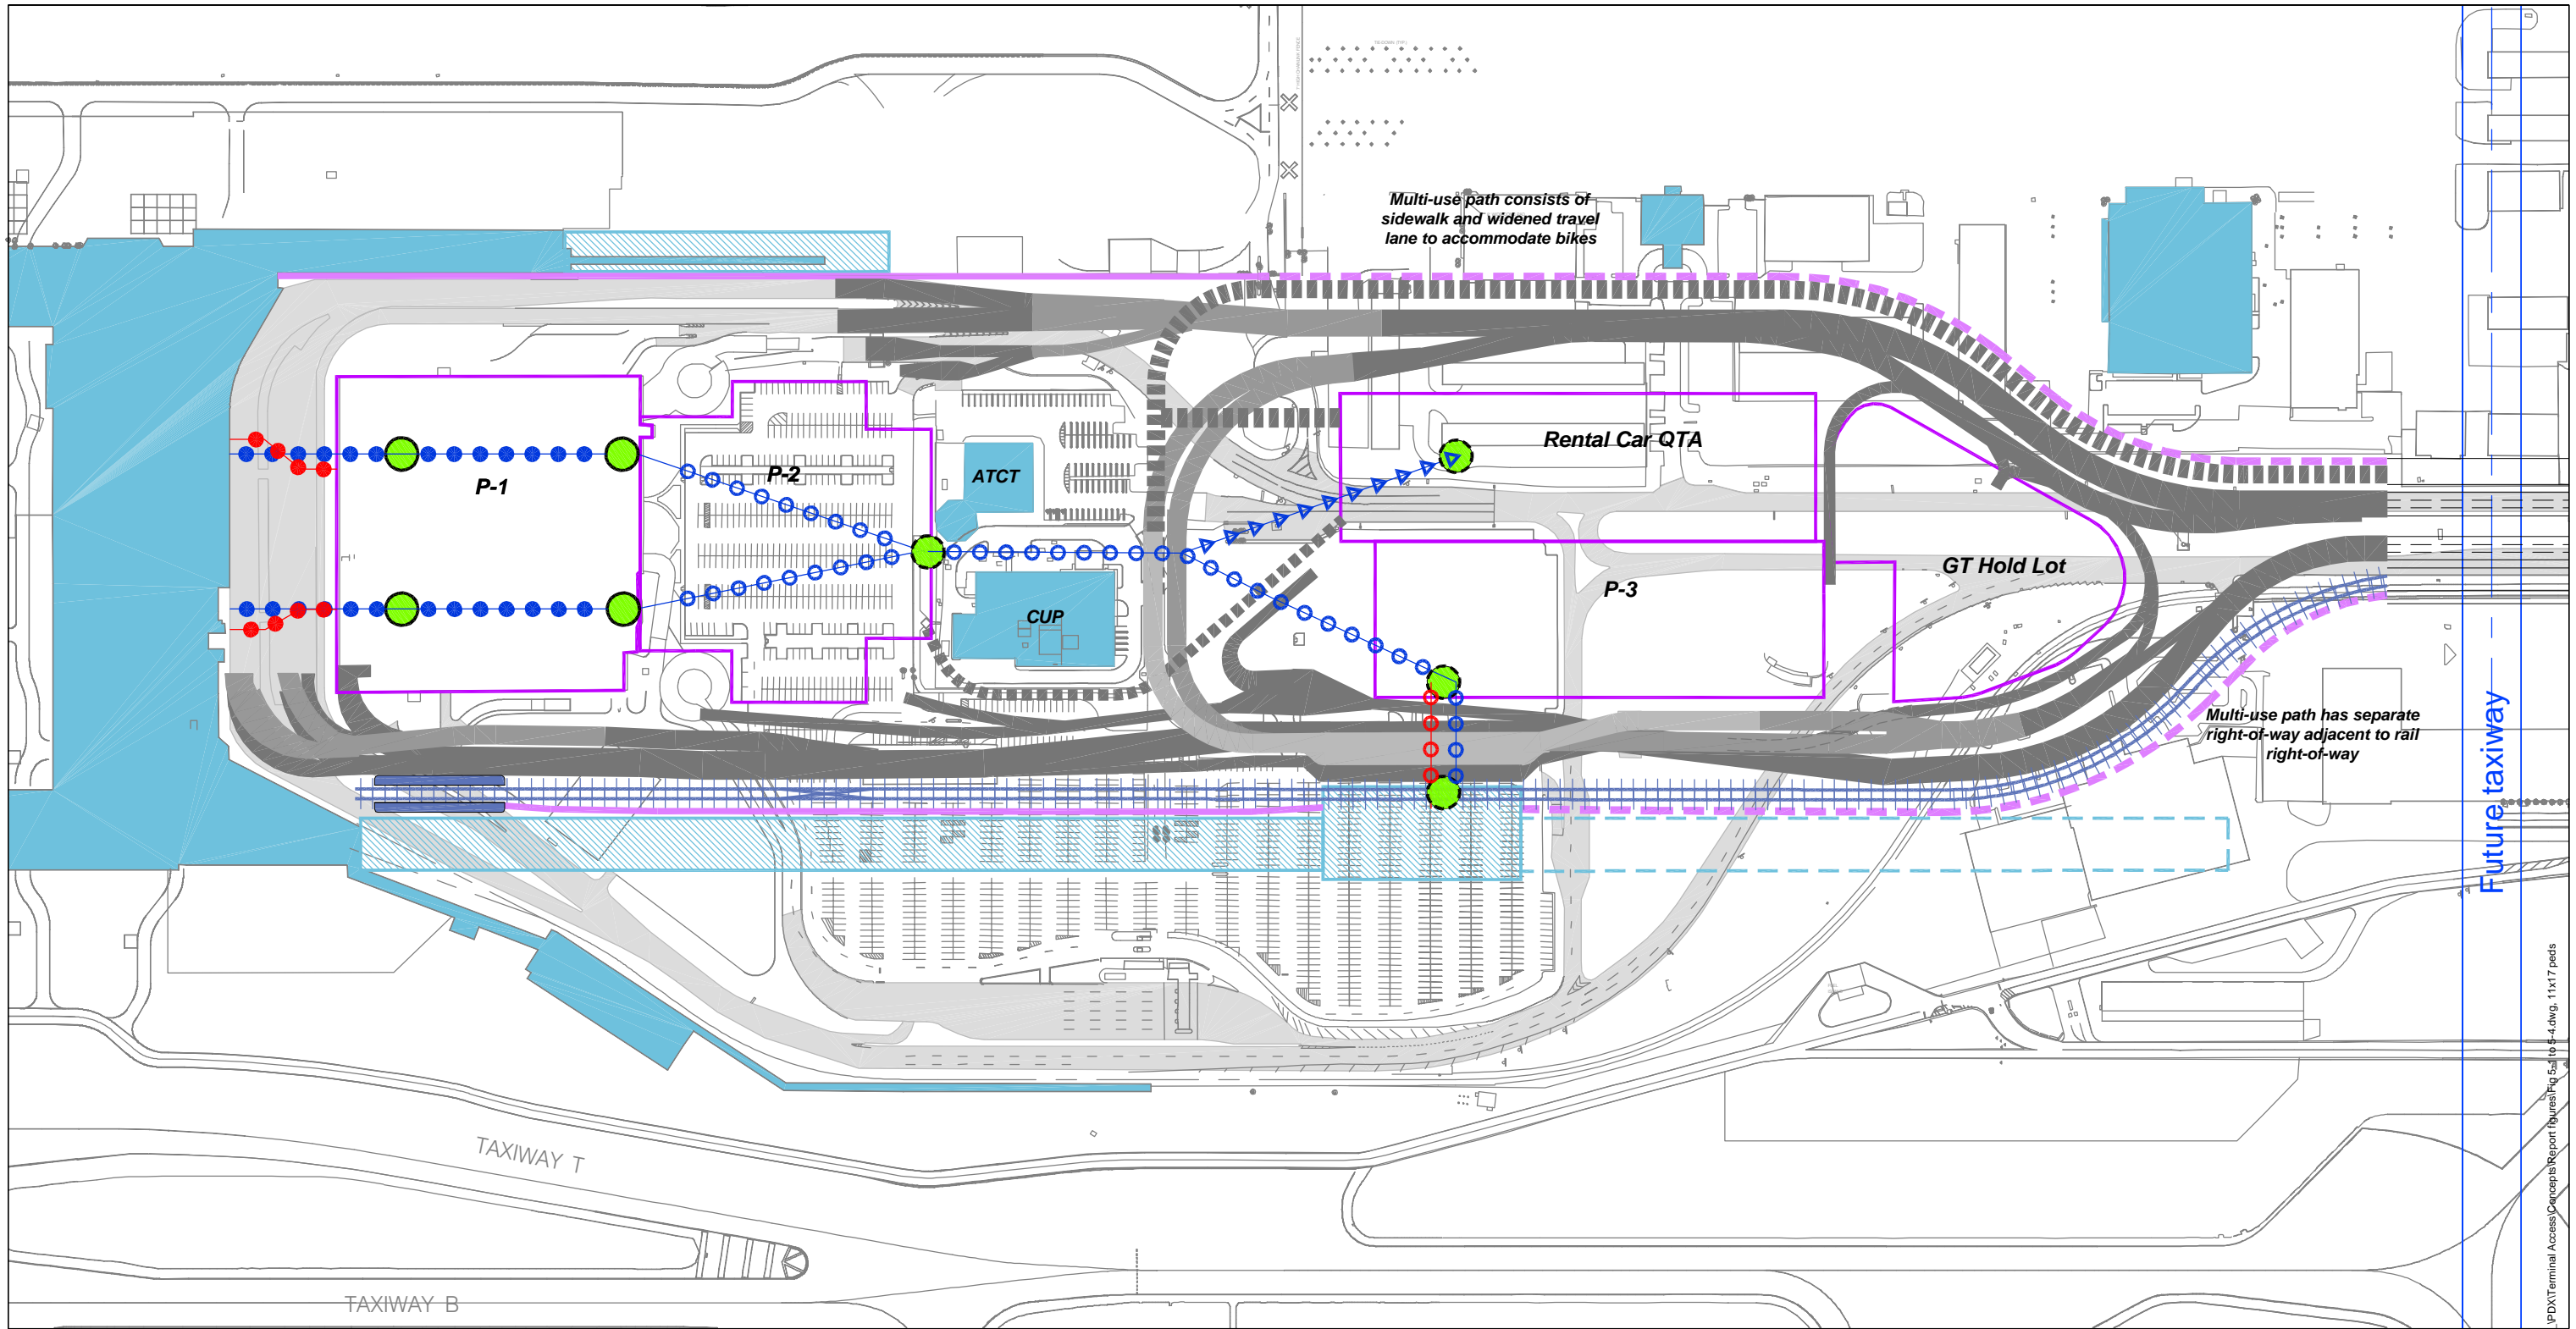 Multi-use path consists of
sidewalk and widened travel
lane to accommodate bikes
Rental Car QTA
P-1
P-2
ATCT
CUP
P-3
GT Hold Lot
Multi-use path has separate
right-of-way adjacent to rail
right-of-way
Future taxiway
TAXIWAY T
TAXIWAY B